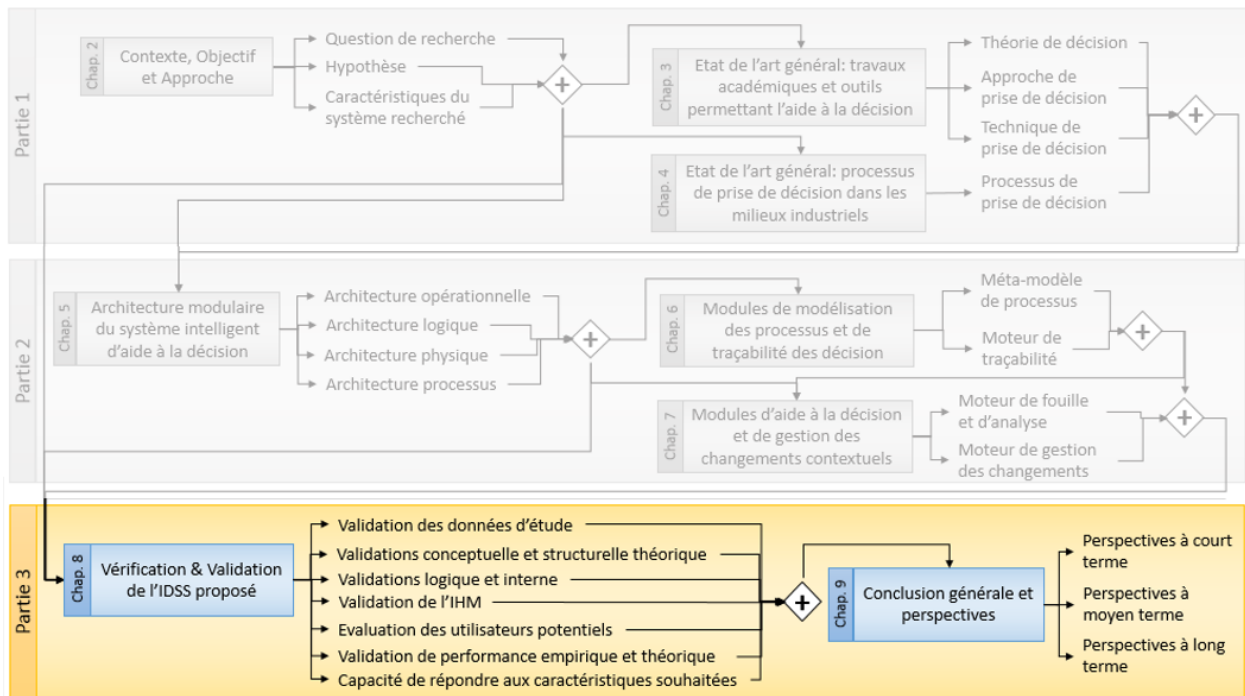 Partie 1
Chap. 2
Contexte, Objectif
et Approche
Question de recherche
Hypothèse
Caractéristiques du
système recherché
Chap. 3
Etat de l'art général: travaux
académiques et outils
permettant l'aide à la décision
Théorie de décision
Approche de
prise de décision
Technique de
prise de décision
Chap. 4
Etat de l'art général: processus
de prise de décision dans les
milieux industriels
Processus de
prise de décision
Partie 2
Chap. 5
Architecture modulaire
du système intelligent
d'aide à la décision
Architecture opérationnelle
Architecture logique
Architecture physique
Architecture processus
Chap. 6
Modules de modélisation
des processus et de
traçabilité des décision
Méta-modèle
de processus
Moteur de
traçabilité
Chap. 7
Modules d'aide à la décision
et de gestion des
changements contextuels
Moteur de fouille
et d'analyse
Moteur de gestion
des changements
Partie 3
Chap. 8
Vérification & Validation
de l'IDSS proposé
Validation des données d'étude
Validations conceptuelle et structurelle théorique
Validations logique et interne
Validation de l'IHM
Evaluation des utilisateurs potentiels
Validation de performance empirique et théorique
Capacité de répondre aux caractéristiques souhaitées
Chap. 9
Conclusion générale et
perspectives
Perspectives à court
terme
Perspectives à
moyen terme
Perspectives à long
terme